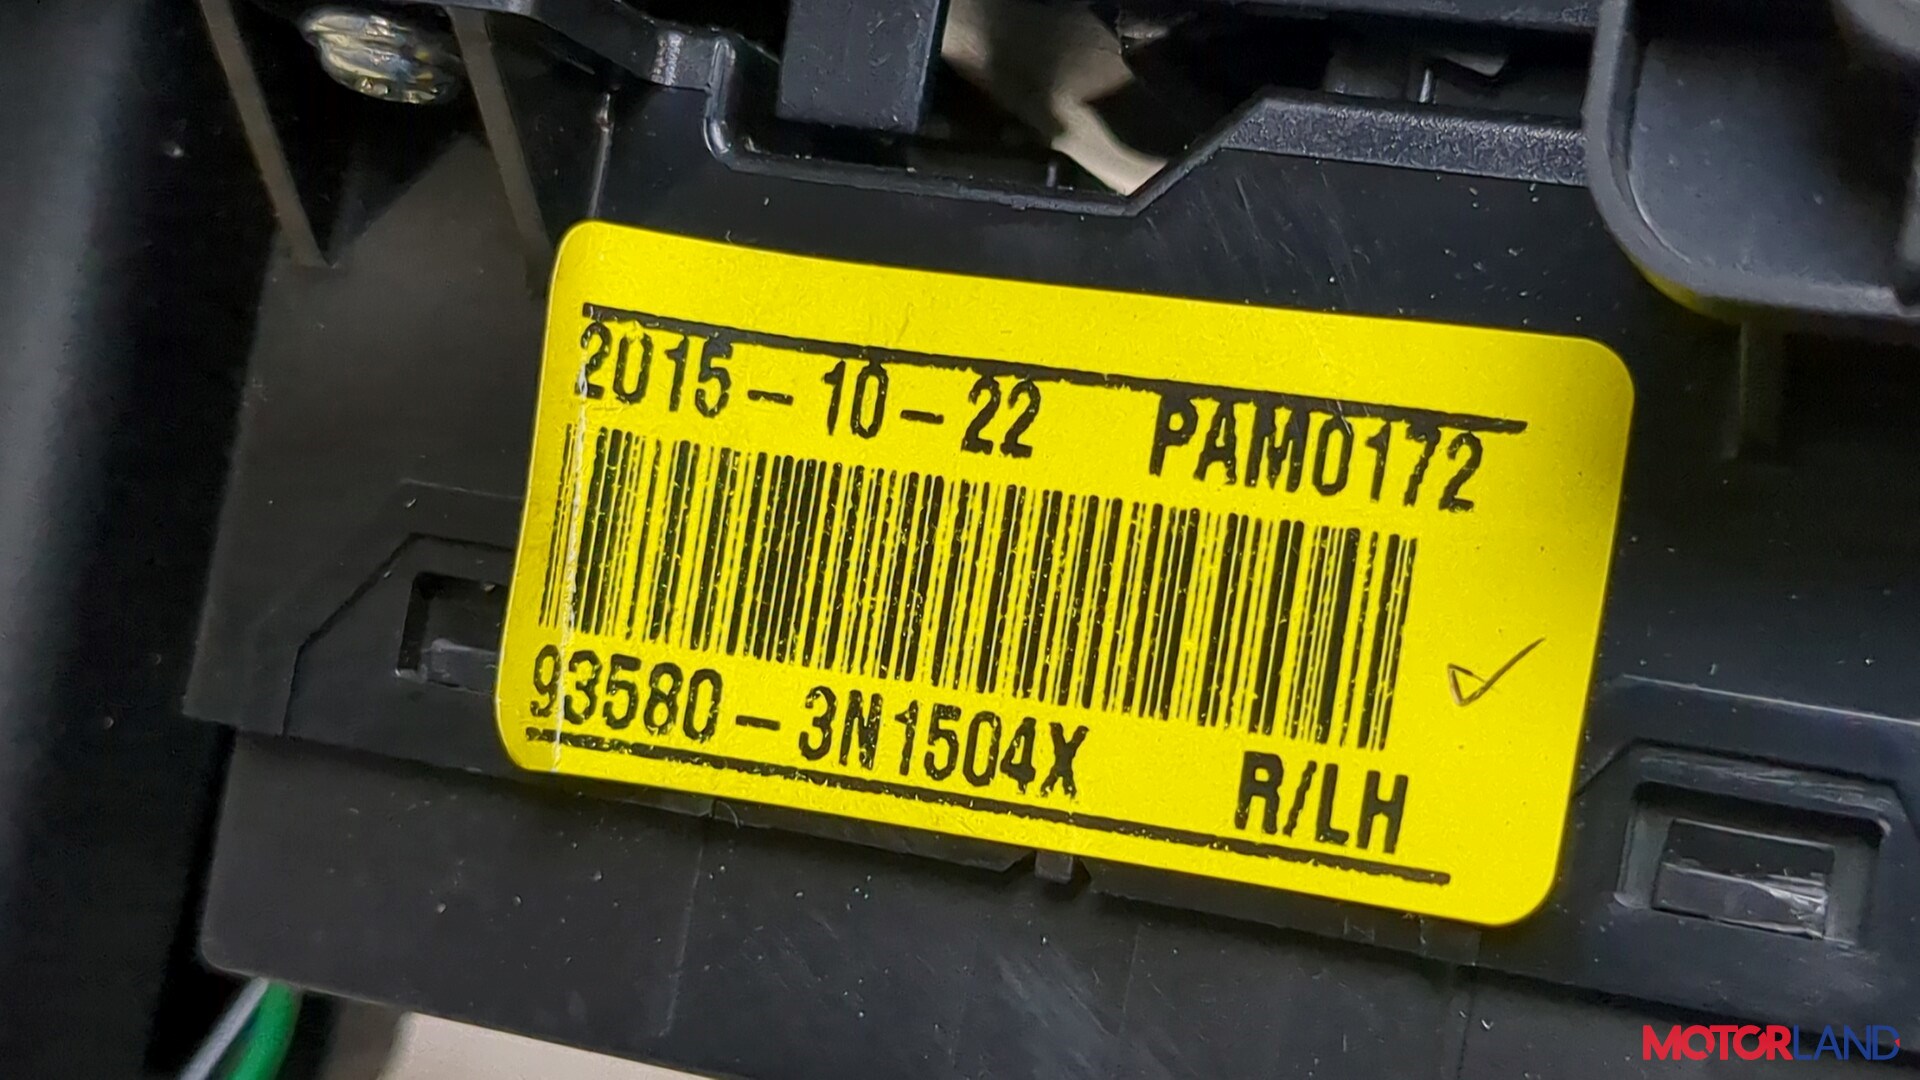 2015-10-22 PAM0172
93580-3N1504X R/LH
MOTORLAND